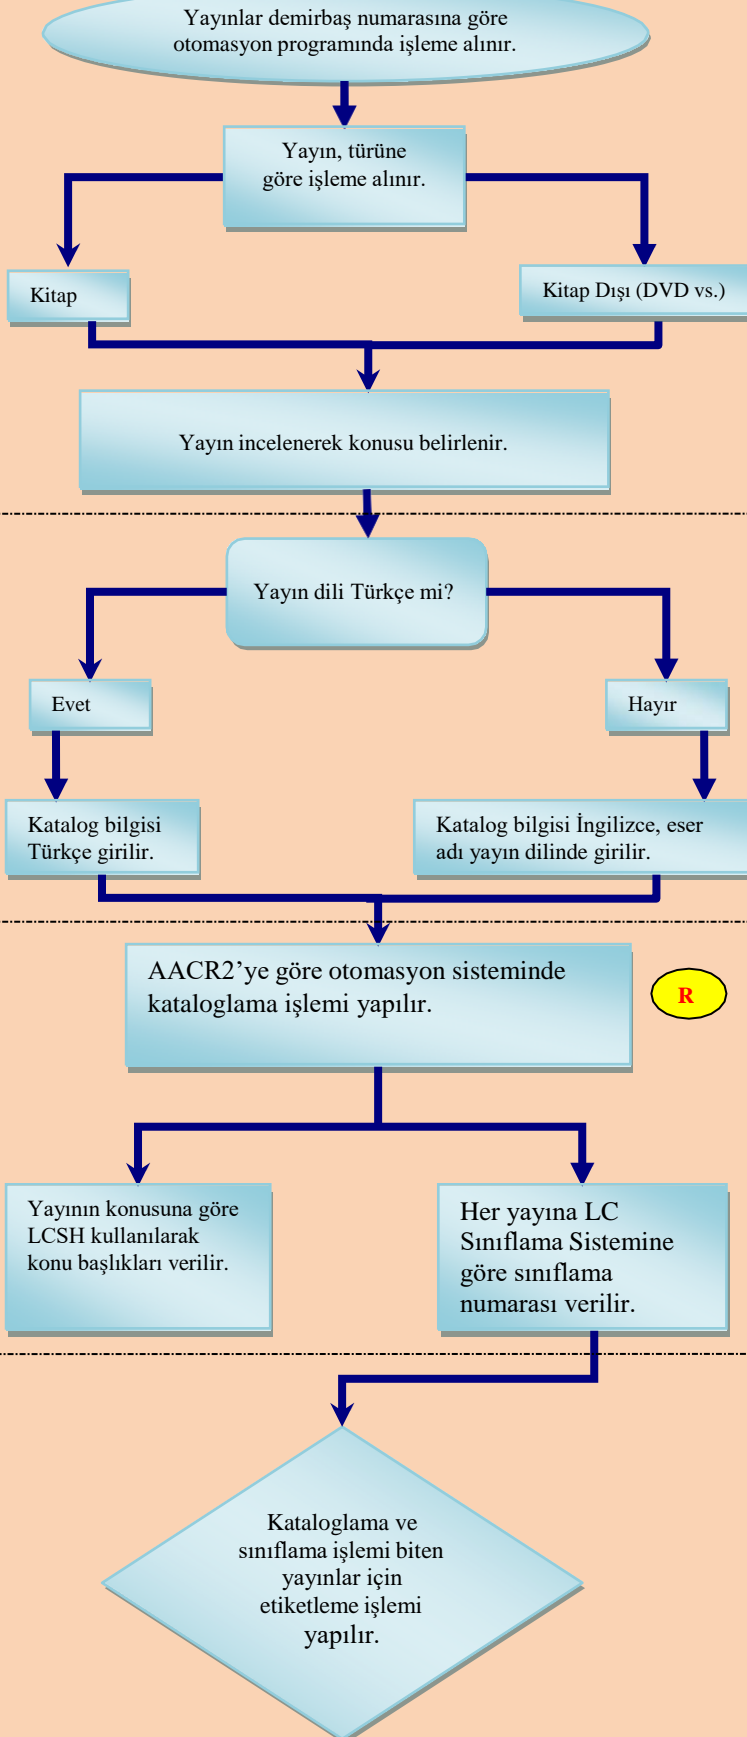 Yayınlar demirbaş numarasına göre
otomasyon programında işleme alınır.
Yayın, türüne
göre işleme alınır.
Kitap
Kitap Dışı (DVD vs.)
Yayın incelenerek konusu belirlenir.
Yayın dili Türkçe mi?
Evet
Hayır
Katalog bilgisi
Türkçe girilir.
Katalog bilgisi İngilizce, eser
adı yayın dilinde girilir.
AACR2’ye göre otomasyon sisteminde
kataloglama işlemi yapılır.
R
Yayının konusuna göre
LCSH kullanılarak
konu başlıkları verilir.
Her yayına LC
Sınıflama Sistemine
göre sınıflama
numarası verilir.
Kataloglama ve
sınıflama işlemi biten
yayınlar için
etiketleme işlemi
yapılır.